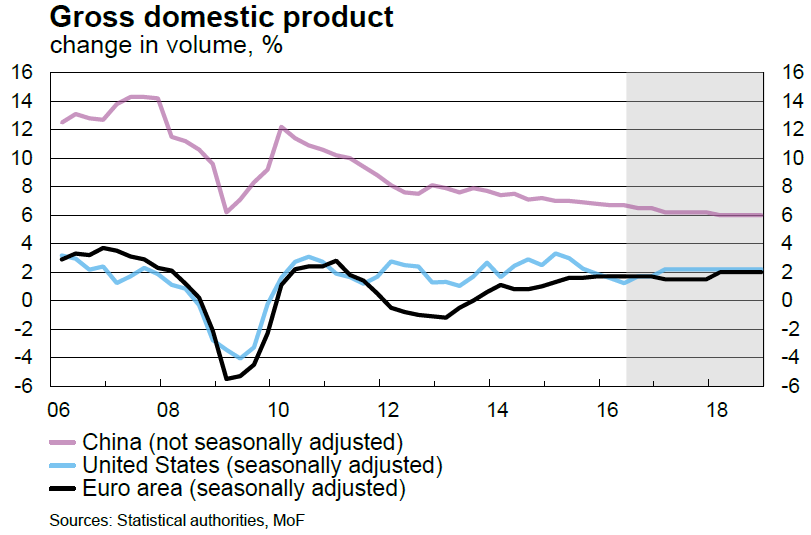 Gross domestic product
change in volume, %
16 16
14 14
12 12
10 10
8 8
6 6
4 4
2 2
0 0
-2 -2
-4 -4
-6 -6
06 08 10 12 14 16 18
China (not seasonally adjusted)
United States (seasonally adjusted)
Euro area (seasonally adjusted)
Sources: Statistical authorities, MoF